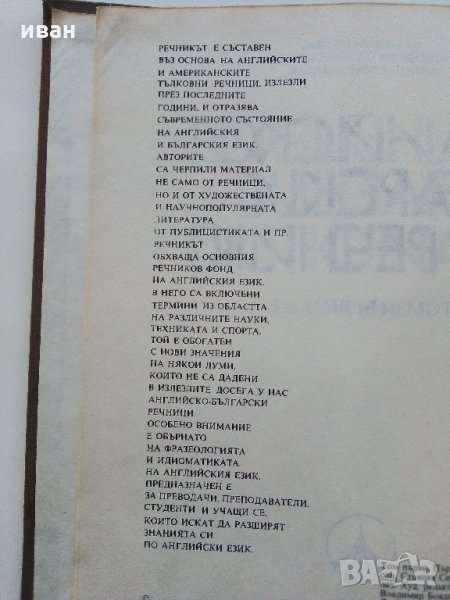 иван
РЕЧНИКЪТ Е СЪСТАВЕН
ВЪЗ ОСНОВА НА АНГЛИЙСКИТЕ
И АМЕРИКАНСКИТЕ
ТЪЛКОВНИ РЕЧНИЦИ, ИЗЛЕЗЛИ
ПРЕЗ ПОСЛЕДНИТЕ
ГОДИНИ, И ОТРАЗЯВА
СЪВРЕМЕННОТО СЪСТОЯНИЕ
НА АНГЛИЙСКИЯ
И БЪЛГАРСКИЯ ЕЗИК.
АВТОРИТЕ
СА ЧЕРПИЛИ МАТЕРИАЛ
НЕ САМО ОТ РЕЧНИЦИ,
НО И ОТ ХУДОЖЕСТВЕНАТА
И НАУЧНОПОПУЛЯРНАТА
ЛИТЕРАТУРА
ОТ ПУБЛИЦИСТИКАТА И ПР.
РЕЧНИКЪТ
ОБХВАЩА ОСНОВНИЯ
РЕЧНИКОВ ФОНД
НА АНГЛИЙСКИЯ ЕЗИК.
В НЕГО СА ВКЛЮЧЕНИ
ТЕРМИНИ ИЗ ОБЛАСТТА
НА РАЗЛИЧНИТЕ НАУКИ,
ТЕХНИКАТА И СПОРТА.
ТОЙ Е ОБОГАТЕН
С НОВИ ЗНАЧЕНИЯ
НА НЯКОИ ДУМИ,
КОИТО НЕ СА ДАДЕНИ
В ИЗЛЕЗЛИТЕ ДОСЕГА У НАС
АНГЛИЙСКО-БЪЛГАРСКИ
РЕЧНИЦИ.
ОСОБЕНО ВНИМАНИЕ
Е ОБЪРНАТО
НА ФРАЗЕОЛОГИЯТА
И ИДИОМАТИКАТА
НА АНГЛИЙСКИЯ ЕЗИК.
ПРЕДНАЗНАЧЕН Е
ЗА ПРЕВОДАЧИ, ПРЕПОДАВАТЕЛИ,
СТУДЕНТИ И УЧАЩИ СЕ,
КОИТО ИСКАТ ДА РАЗШИРЯТ
ЗНАНИЯТА СИ
ПО АНГЛИЙСКИ ЕЗИК.
©
Владимир
bazar